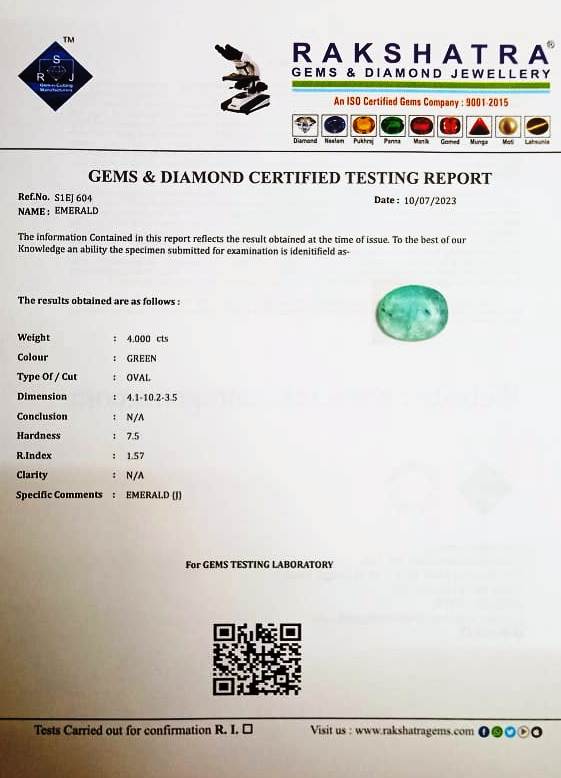 TM
S
R J
Gem-n-Cutting
Manufacturers
RAKSHATRA®
GEMS & DIAMOND JEWELLERY
An ISO Certified Gems Company : 9001-2015
Diamond Neelam Pukhraj Panna Manik Gomed Munga Moti Lahsunia
GEMS & DIAMOND CERTIFIED TESTING REPORT
Ref.No. S1EJ 604
Date : 10/07/2023
NAME : EMERALD
The information Contained in this report reflects the result obtained at the time of issue. To the best of our
Knowledge an ability the specimen submitted for examination is idenitifield as-
The results obtained are as follows :
Weight : 4.000 cts
Colour : GREEN
Type Of / Cut : OVAL
Dimension : 4.1-10.2-3.5
Conclusion : N/A
Hardness : 7.5
R.Index : 1.57
Clarity : N/A
Specific Comments : EMERALD (J)
For GEMS TESTING LABORATORY
Tests Carried out for confirmation R. I. ☐
Visit us : www.rakshatragems.com